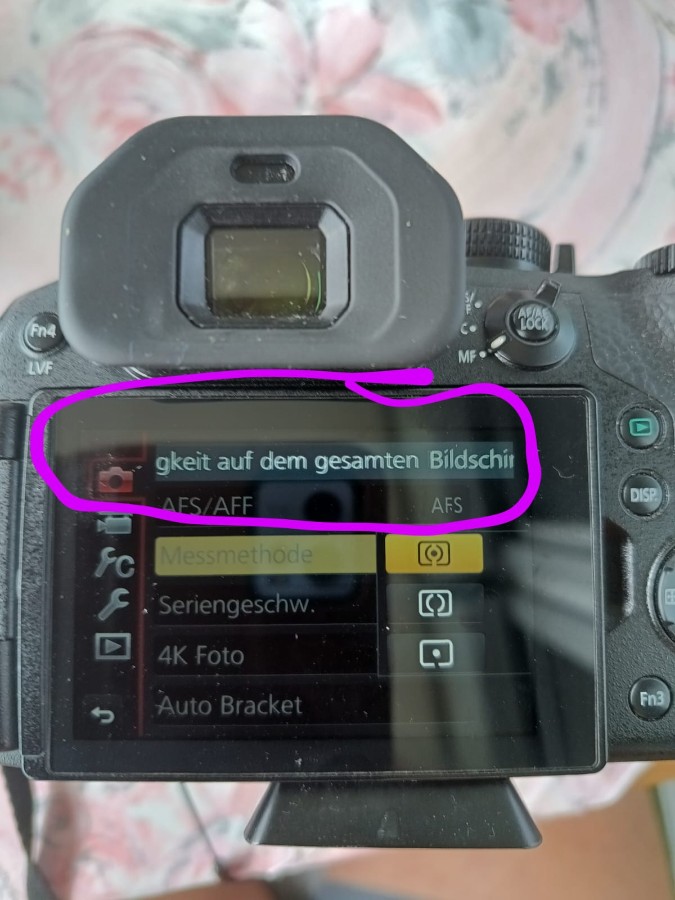 Fn4
LVF
AF/AE
LOCK
MF
gkeit auf dem gesamten Bildschir
DISP.
AFS/AFF AFS
Messmethode
Seriengeschw.
4K Foto
Auto Bracket
Fn3